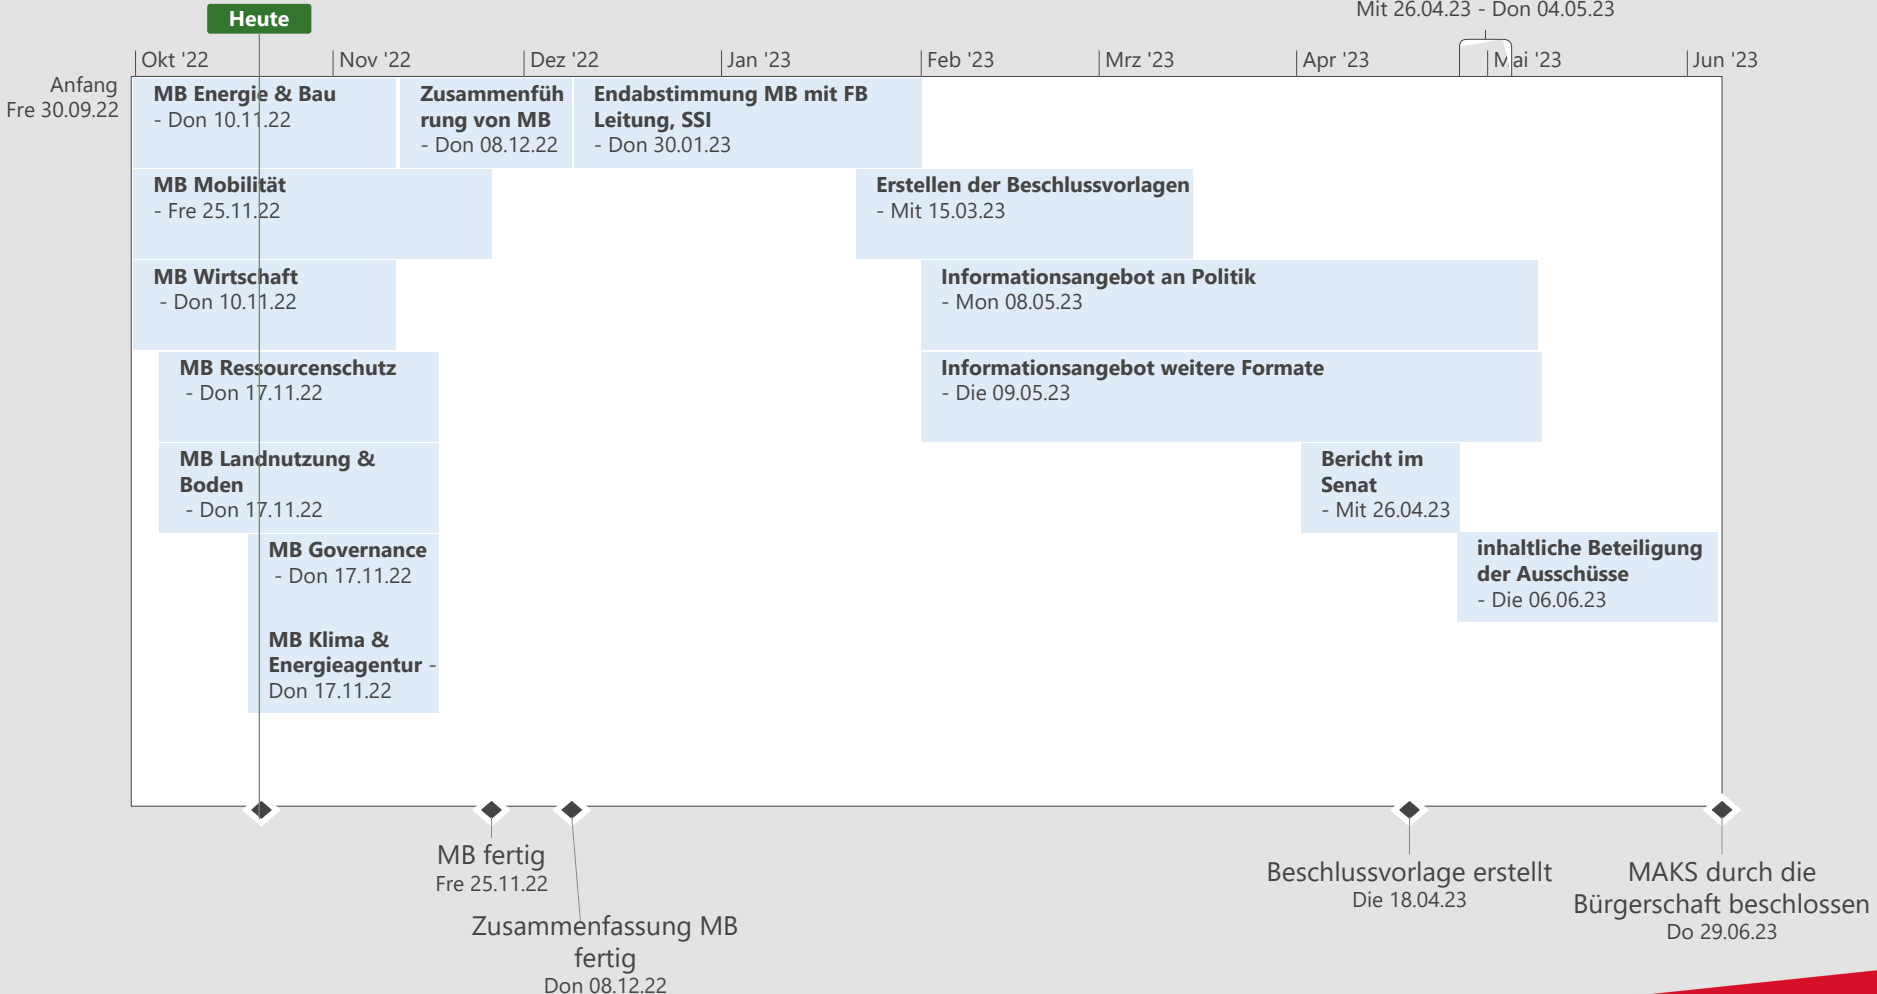 Mit 26.04.23 - Don 04.05.23
Heute
Okt '22
Nov '22
Dez '22
Jan '23
Feb '23
Mrz '23
Apr '23
Mai '23
Jun '23
Anfang
Fre 30.09.22
MB Energie & Bau
- Don 10.11.22
Zusammenfüh
rung von MB
- Don 08.12.22
Endabstimmung MB mit FB
Leitung, SSI
- Don 30.01.23
MB Mobilität
- Fre 25.11.22
Erstellen der Beschlussvorlagen
- Mit 15.03.23
MB Wirtschaft
- Don 10.11.22
Informationsangebot an Politik
- Mon 08.05.23
MB Ressourcenschutz
- Don 17.11.22
Informationsangebot weitere Formate
- Die 09.05.23
MB Landnutzung &
Boden
- Don 17.11.22
Bericht im
Senat
- Mit 26.04.23
MB Governance
- Don 17.11.22
inhaltliche Beteiligung
der Ausschüsse
- Die 06.06.23
MB Klima &
Energieagentur -
Don 17.11.22
MB fertig
Fre 25.11.22
Zusammenfassung MB
fertig
Don 08.12.22
Beschlussvorlage erstellt
Die 18.04.23
MAKS durch die
Bürgerschaft beschlossen
Do 29.06.23